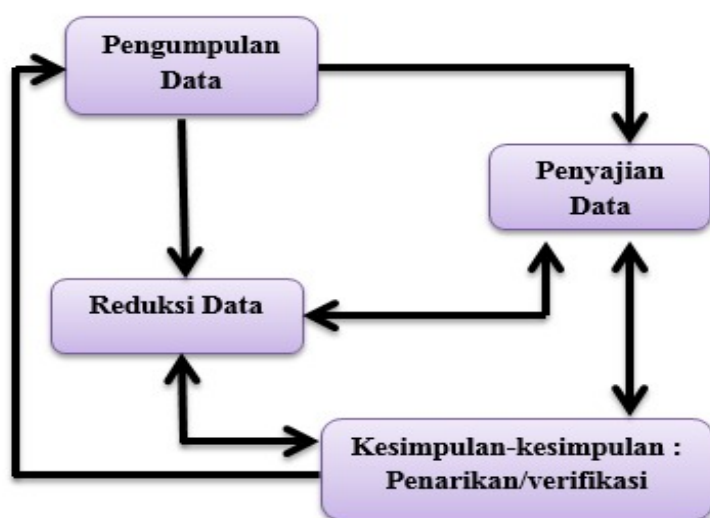 Pengumpulan
Data
Penyajian
Data
Reduksi Data
Kesimpulan-kesimpulan :
Penarikan/verifikasi